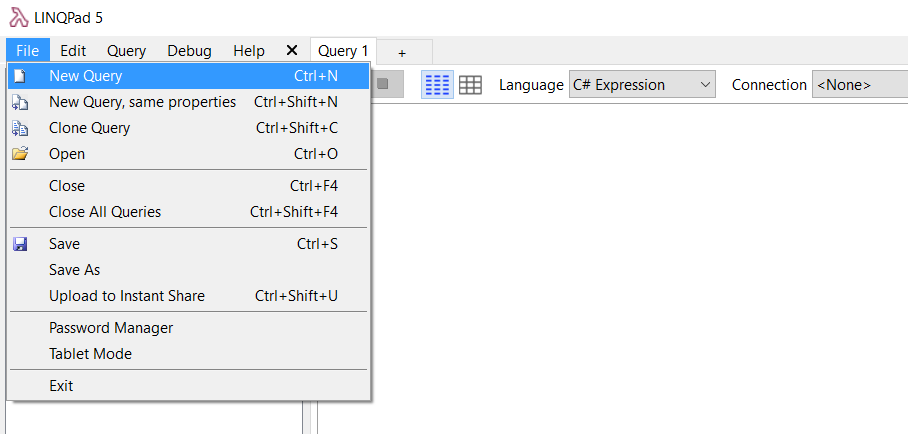 LINQPad 5
File Edit Query Debug Help × Query 1 +
New Query Ctrl+N
Language C# Expression Connection <None>
New Query, same properties Ctrl+Shift+N
Clone Query Ctrl+Shift+C
Open Ctrl+O
Close Ctrl+F4
Close All Queries Ctrl+Shift+F4
Save Ctrl+S
Save As
Upload to Instant Share Ctrl+Shift+U
Password Manager
Tablet Mode
Exit